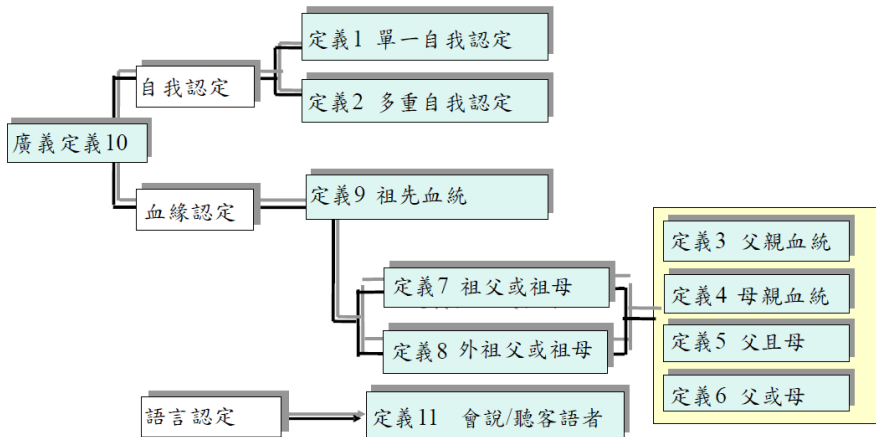 廣義定義10
自我認定
定義1 單一自我認定
定義2 多重自我認定
血緣認定
定義9 祖先血統
定義7 祖父或祖母
定義8 外祖父或祖母
定義3 父親血統
定義4 母親血統
定義5 父且母
定義6 父或母
語言認定
定義11 會說/聽客語者